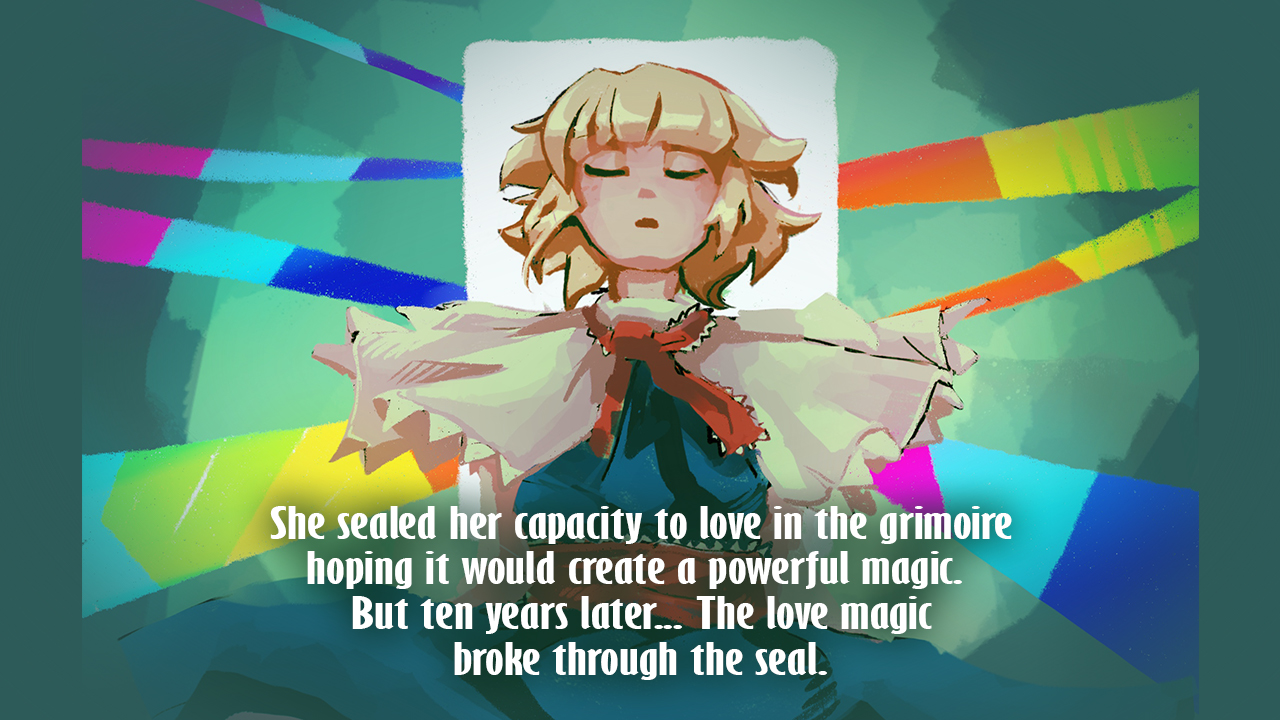 She sealed her capacity to love in the grimoire
hoping it would create a powerful magic.
But ten years later... The love magic
broke through the seal.